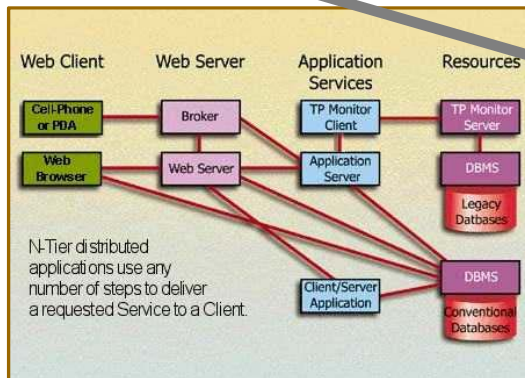 Web Client
Web Server
Application
Services
Resources
Cell-Phone
or PDA
Broker
TP Monitor
Client
TP Monitor
Server
Web
Browser
Web Server
Application
Server
DBMS
Legacy
Datbases
N-Tier distributed
applications use any
number of steps to deliver
a requested Service to a Client.
Client/Server
Application
DBMS
Conventional
Databases